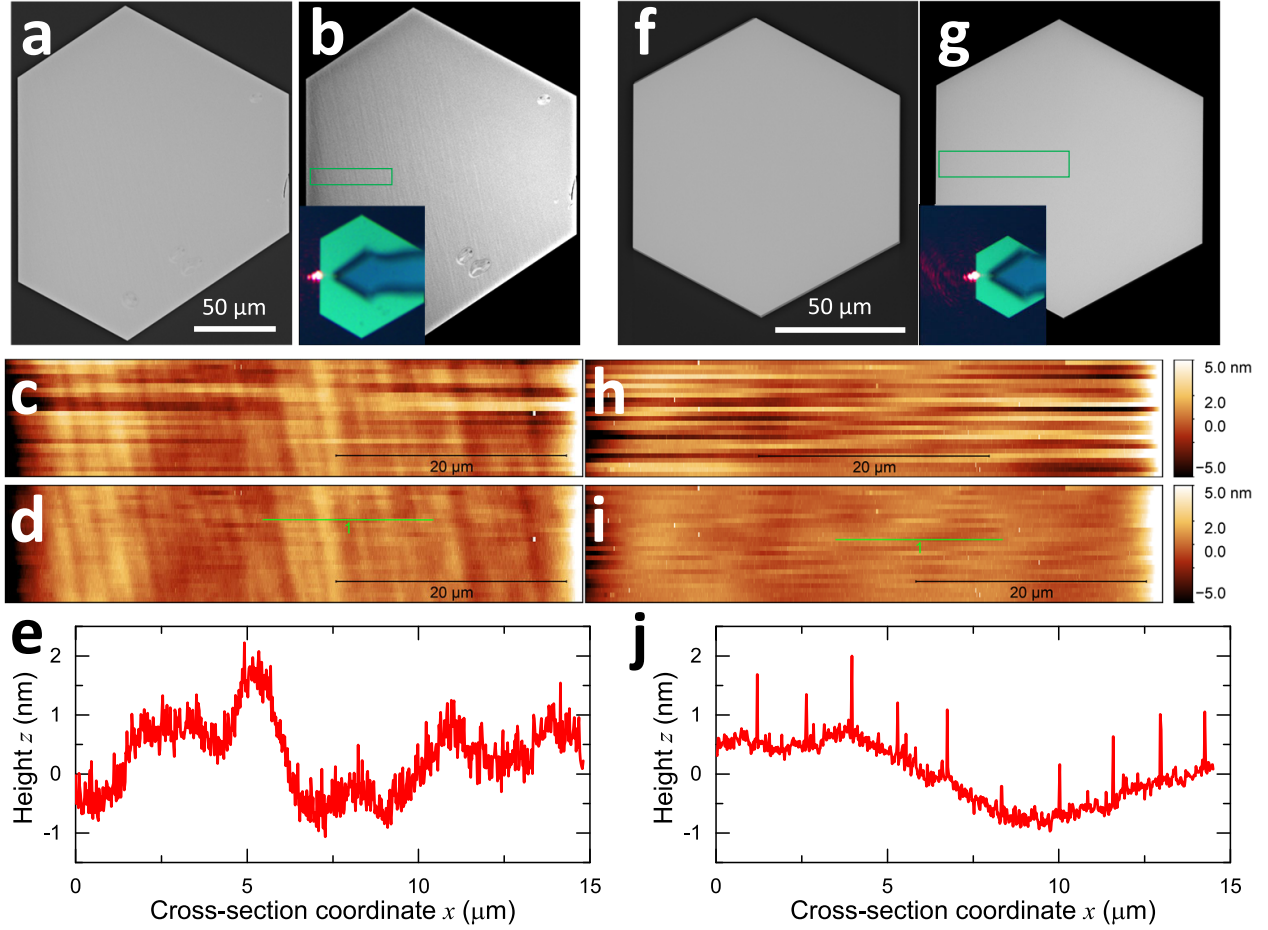 a
b
f
g
50 µm
50 µm
c
h
20 µm
20 µm
5.0 nm
2.0
0.0
−5.0
d
i
1
1
20 µm
20 µm
5.0 nm
2.0
0.0
−5.0
e
j
2
1
0
-1
Height z (nm)
0
5
10
15
Cross-section coordinate x (µm)
2
1
0
-1
Height z (nm)
0
5
10
15
Cross-section coordinate x (µm)